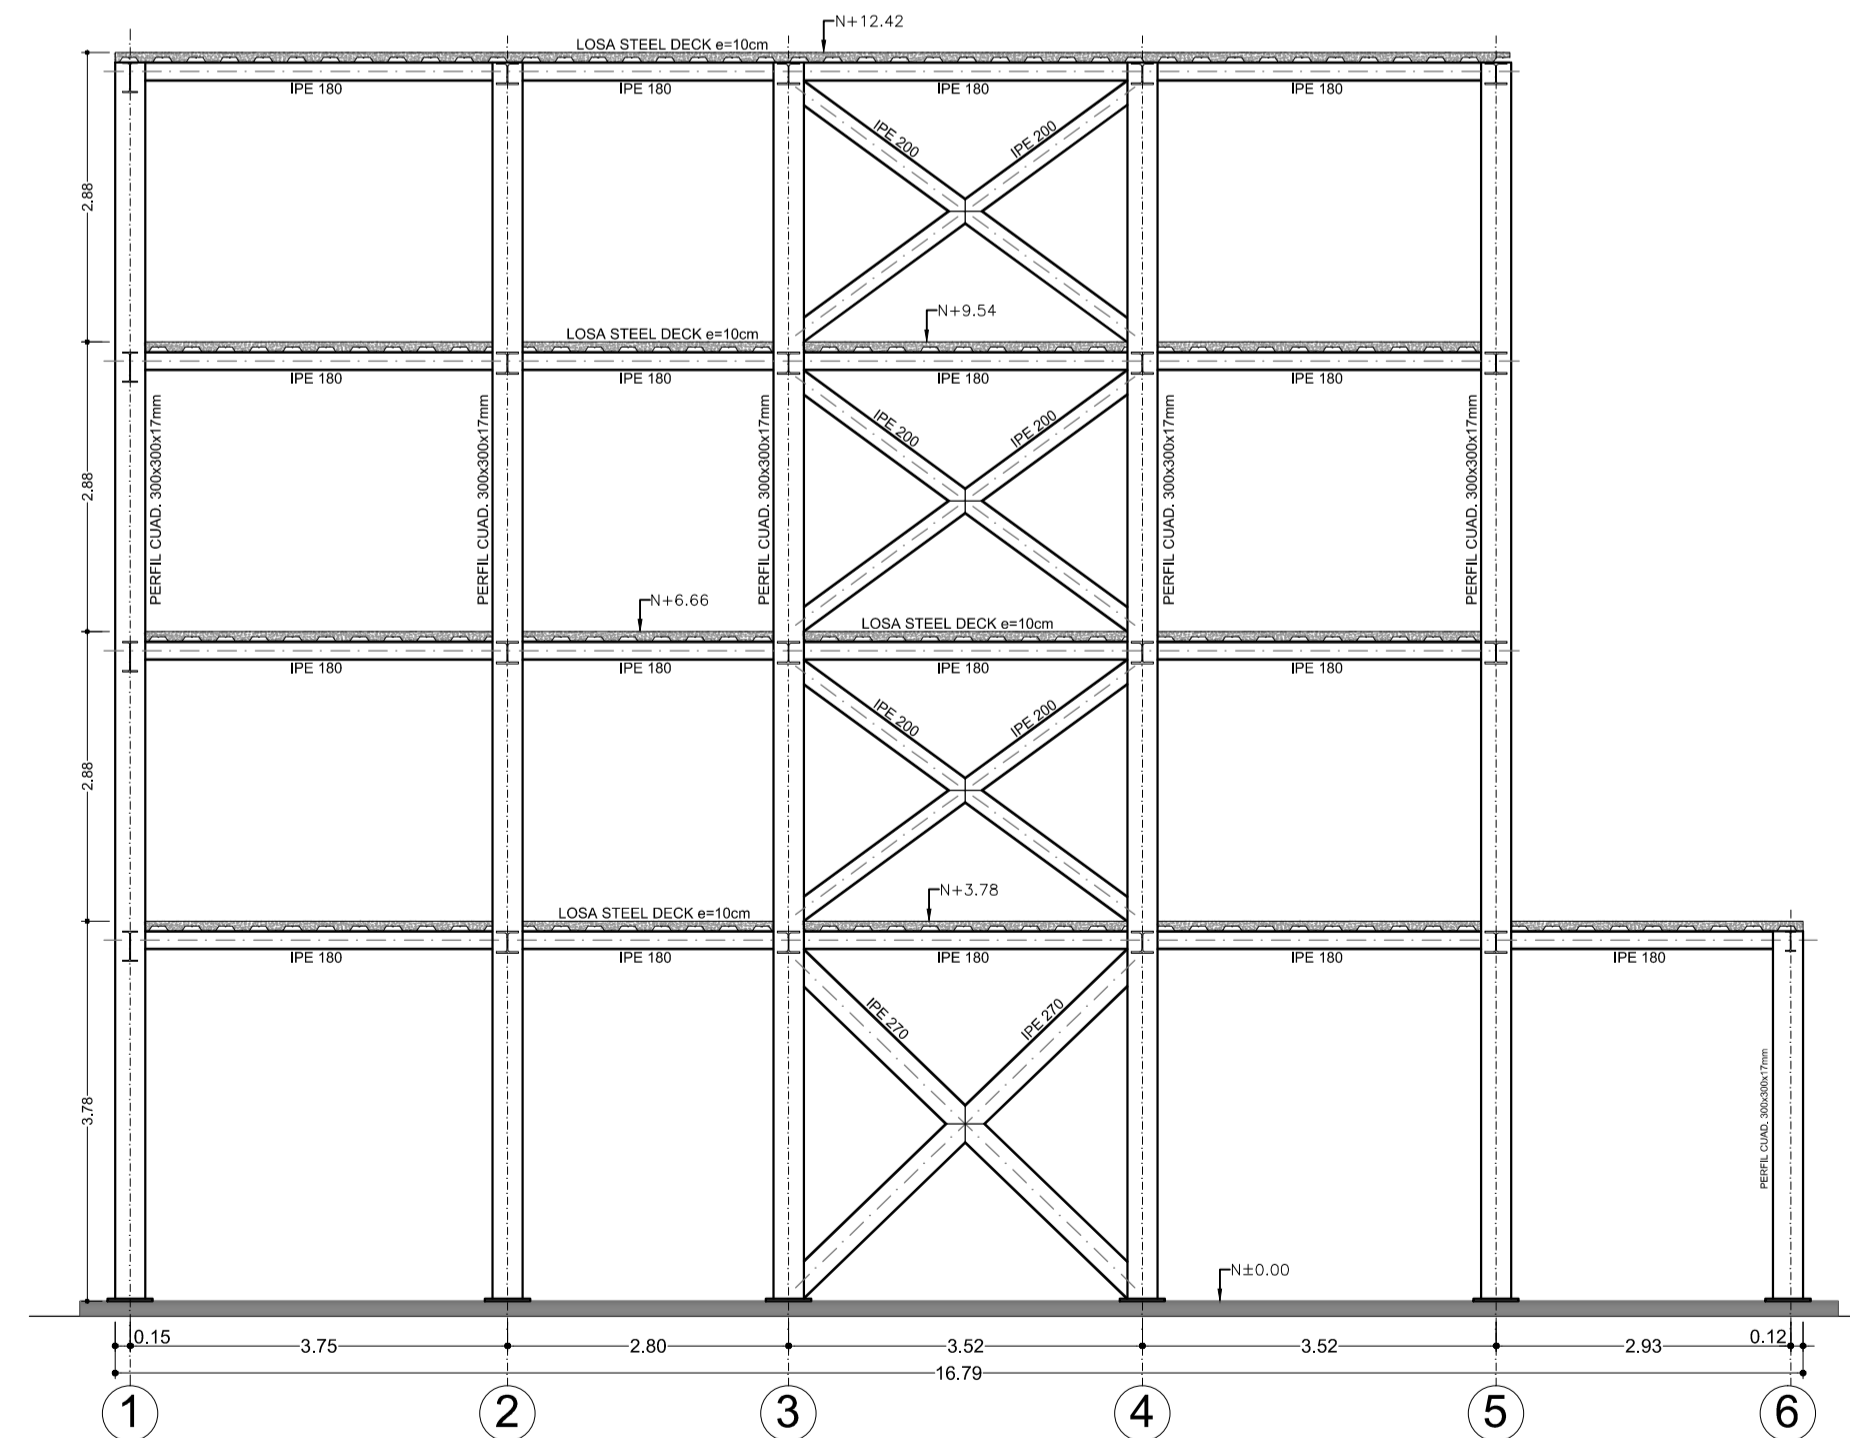 N+12.42
LOSA STEEL DECK e=10cm
IPE 180
IPE 180
IPE 180
IPE 180
IPE 200
IPE 200
2.88
N+9.54
LOSA STEEL DECK e=10cm
IPE 180
IPE 180
IPE 180
IPE 180
PERFIL CUAD. 300x300x17mm
PERFIL CUAD. 300x300x17mm
PERFIL CUAD. 300x300x17mm
PERFIL CUAD. 300x300x17mm
PERFIL CUAD. 300x300x17mm
IPE 200
IPE 200
2.88
N+6.66
LOSA STEEL DECK e=10cm
IPE 180
IPE 180
IPE 180
IPE 180
IPE 200
IPE 200
2.88
N+3.78
LOSA STEEL DECK e=10cm
IPE 180
IPE 180
IPE 180
IPE 180
IPE 180
IPE 270
IPE 270
3.78
PERFIL CUAD. 300x300x17mm
N±0.00
0.15
3.75
2.80
3.52
3.52
2.93
0.12
16.79
1
2
3
4
5
6